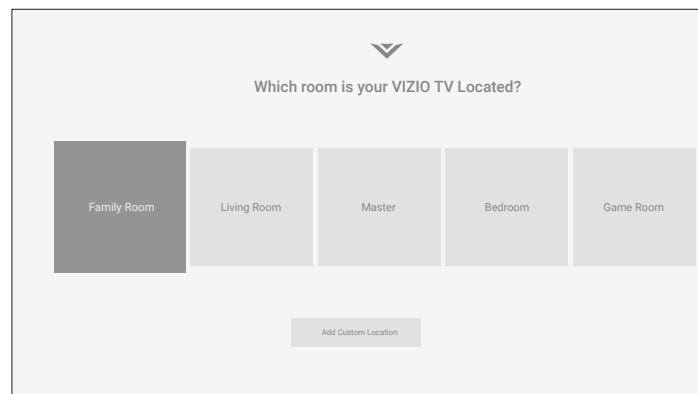 Which room is your VIZIO TV Located?
Family Room
Living Room
Master
Bedroom
Game Room
Add Custom Location